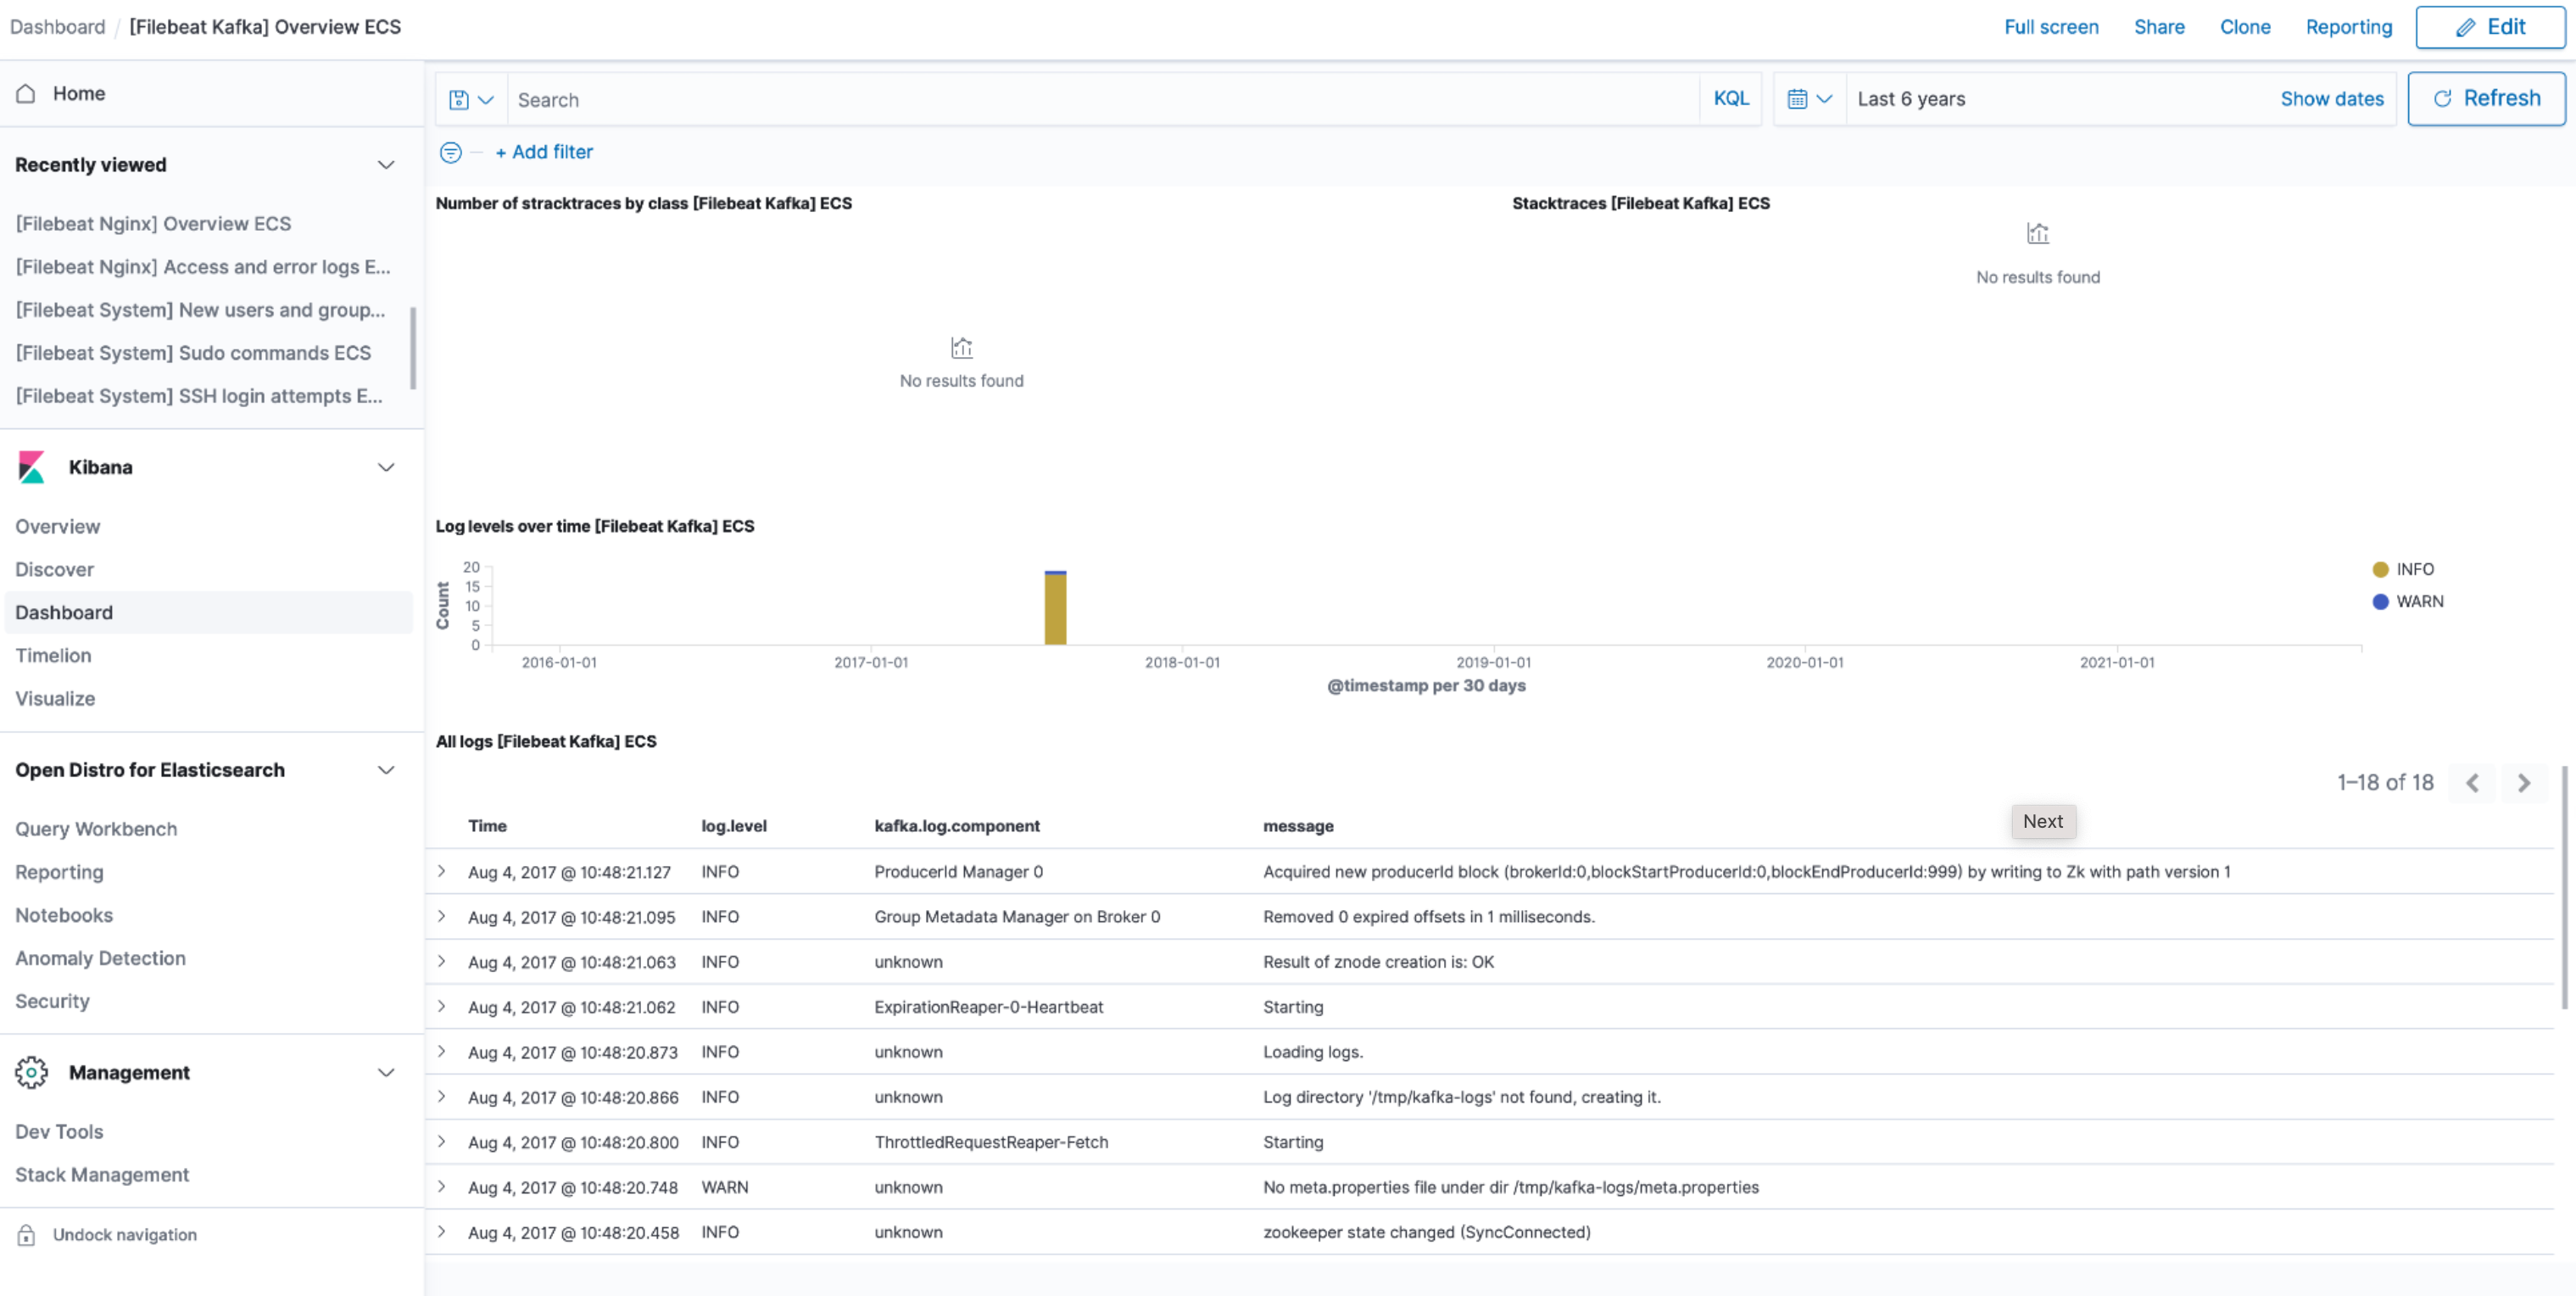 Dashboard / [Filebeat Kafka] Overview ECS
Full screen Share Clone Reporting Edit
Home
Recently viewed
[Filebeat Nginx] Overview ECS
[Filebeat Nginx] Access and error logs E...
[Filebeat System] New users and group...
[Filebeat System] Sudo commands ECS
[Filebeat System] SSH login attempts E...
Kibana
Overview
Discover
Dashboard
Timelion
Visualize
Open Distro for Elasticsearch
Query Workbench
Reporting
Notebooks
Anomaly Detection
Security
Management
Dev Tools
Stack Management
Undock navigation
Search KQL Last 6 years Show dates Refresh
+ Add filter
Number of stracktraces by class [Filebeat Kafka] ECS
No results found
Stacktraces [Filebeat Kafka] ECS
No results found
Log levels over time [Filebeat Kafka] ECS
Count
20
15
10
5
0
2016-01-01 2017-01-01 2018-01-01 2019-01-01 2020-01-01 2021-01-01
@timestamp per 30 days
INFO
WARN
All logs [Filebeat Kafka] ECS
1–18 of 18
Next
Time log.level kafka.log.component message
Aug 4, 2017 @ 10:48:21.127 INFO ProducerId Manager 0 Acquired new producerId block (brokerId:0,blockStartProducerId:0,blockEndProducerId:999) by writing to Zk with path version 1
Aug 4, 2017 @ 10:48:21.095 INFO Group Metadata Manager on Broker 0 Removed 0 expired offsets in 1 milliseconds.
Aug 4, 2017 @ 10:48:21.063 INFO unknown Result of znode creation is: OK
Aug 4, 2017 @ 10:48:21.062 INFO ExpirationReaper-0-Heartbeat Starting
Aug 4, 2017 @ 10:48:20.873 INFO unknown Loading logs.
Aug 4, 2017 @ 10:48:20.866 INFO unknown Log directory '/tmp/kafka-logs' not found, creating it.
Aug 4, 2017 @ 10:48:20.800 INFO ThrottledRequestReaper-Fetch Starting
Aug 4, 2017 @ 10:48:20.748 WARN unknown No meta.properties file under dir /tmp/kafka-logs/meta.properties
Aug 4, 2017 @ 10:48:20.458 INFO unknown zookeeper state changed (SyncConnected)